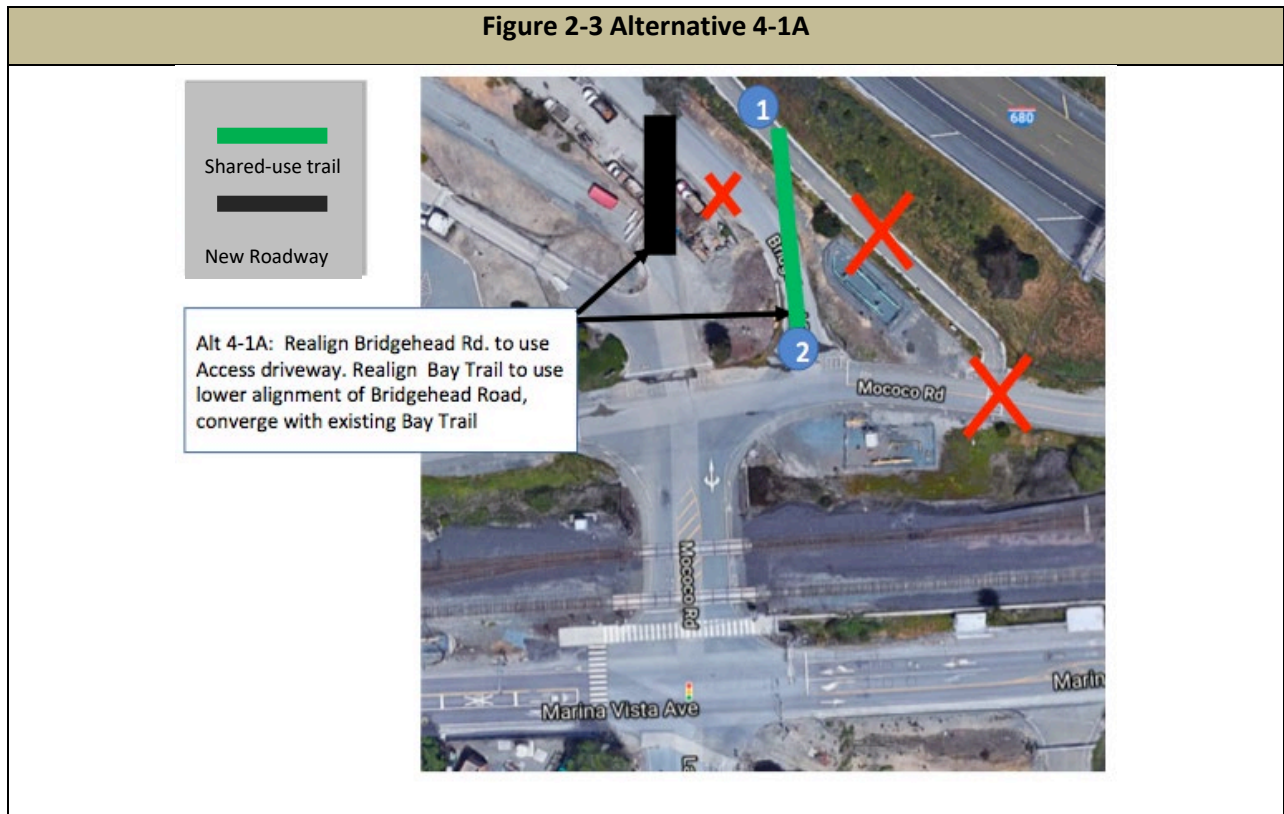 Figure 2-3 Alternative 4-1A
Shared-use trail
New Roadway
1
680
Alt 4-1A: Realign Bridgehead Rd. to use
Access driveway. Realign Bay Trail to use
lower alignment of Bridgehead Road,
converge with existing Bay Trail
2
Mococo Rd
Mococo Rd
Marina Vista Ave
Marin